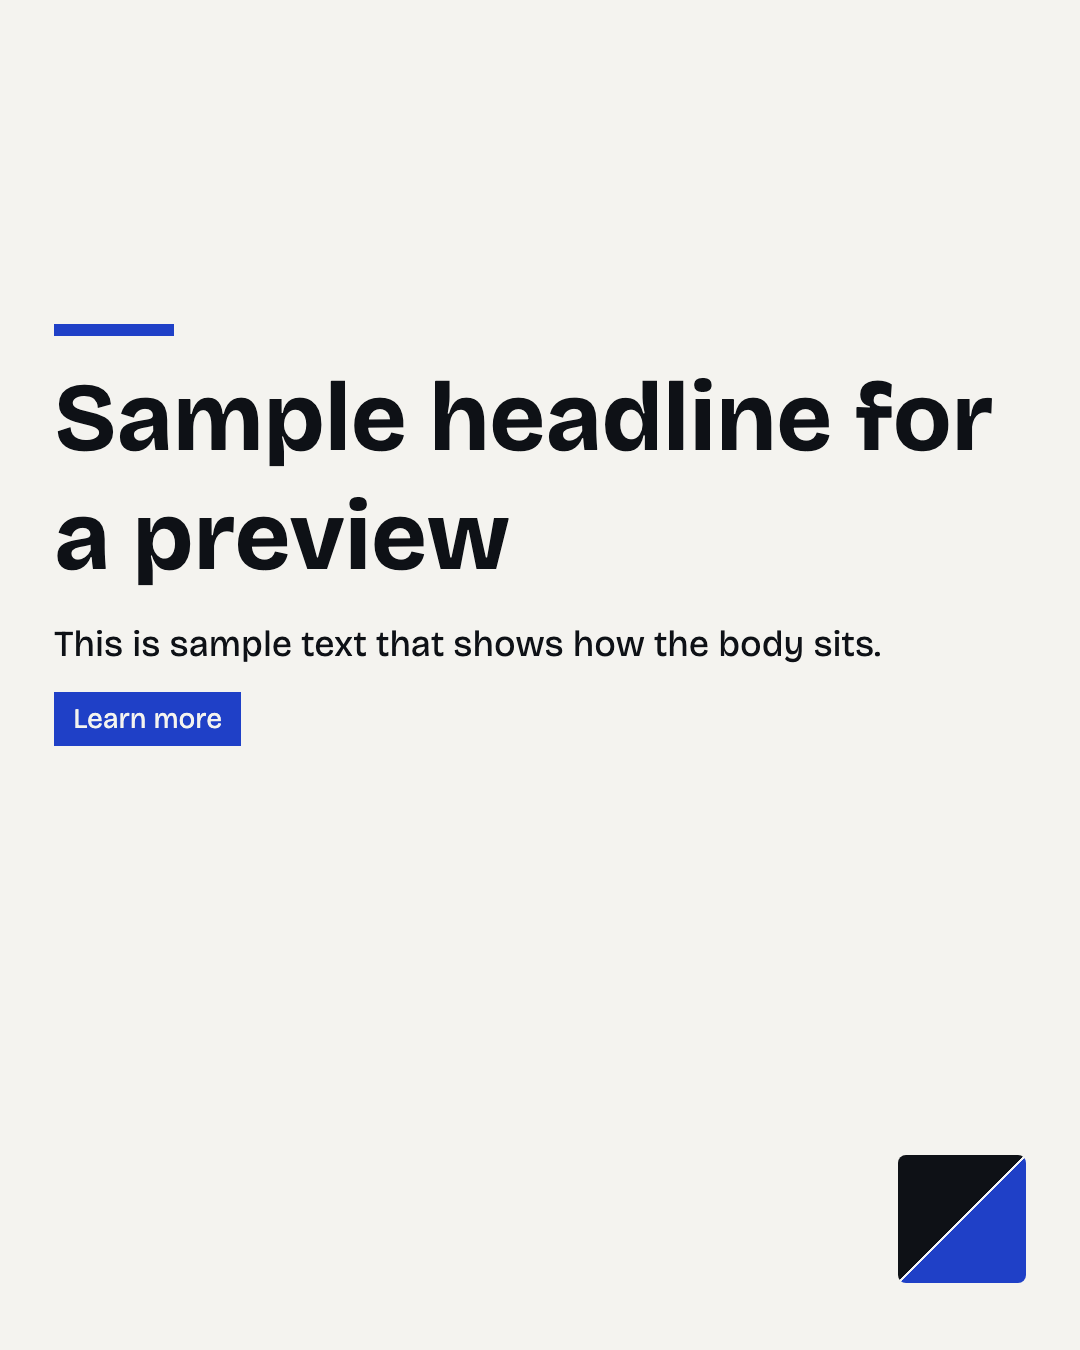 Sample headline for
a preview
This is sample text that shows how the body sits.
Learn more